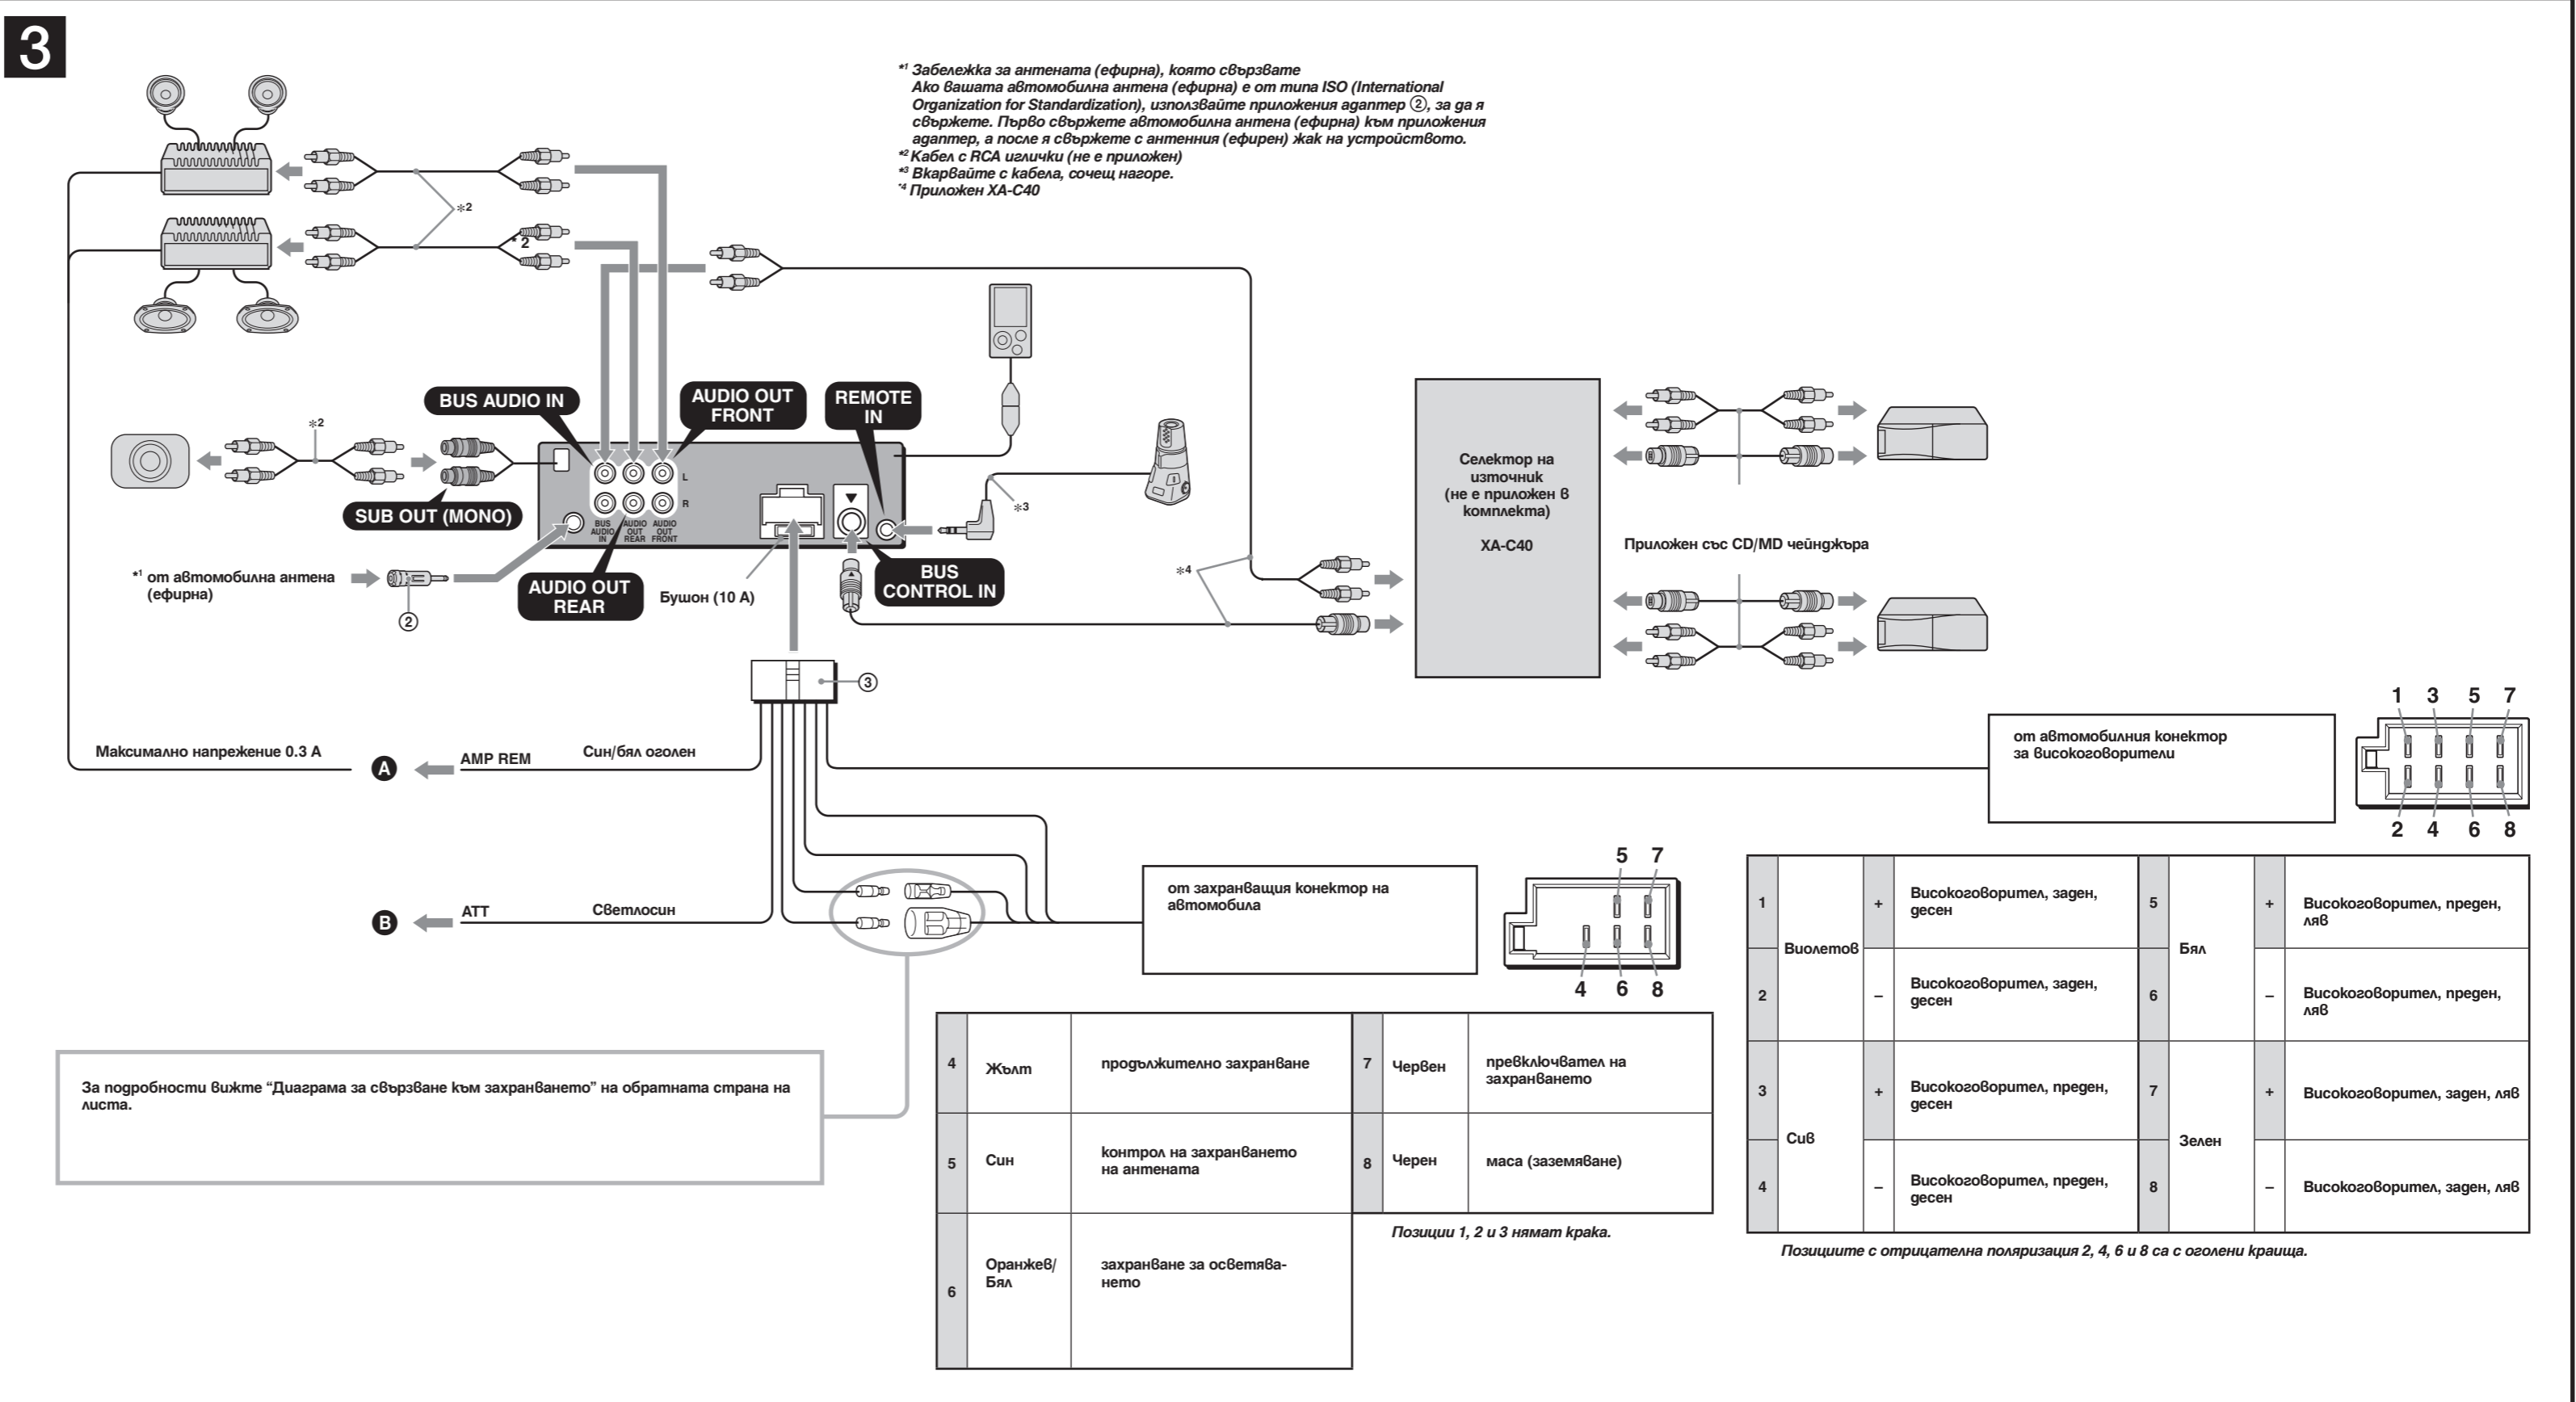 3
*1 Забележка за антената (ефирна), която свързвате
Ако вашата автомобилна антена (ефирна) е от типа ISO (International
Organization for Standardization), използвайте приложения адаптер ②, за да я
свържете. Първо свържете автомобилна антена (ефирна) към приложения
адаптер, а после я свържете с антенния (ефирен) жак на устройството.
*2 Кабел с RCA иглички (не е приложен)
*3 Вкарвайте с кабела, сочещ нагоре.
*4 Приложен XA-C40
*2
* 2
BUS AUDIO IN
AUDIO OUT
FRONT
REMOTE
IN
*2
SUB OUT (MONO)
L
R
BUS
AUDIO
IN
AUDIO
OUT
REAR
AUDIO
OUT
FRONT
*3
*1 от автомобилна антена
(ефирна)
②
AUDIO OUT
REAR
Бушон (10 A)
BUS
CONTROL IN
*4
Селектор на
източник
(не е приложен в
комплекта)
XA-C40
Приложен със CD/MD чейнджъра
③
Максимално напрежение 0.3 A
A
AMP REM
Син/бял оголен
от автомобилния конектор
за високоговорители
1 3 5 7
2 4 6 8
B
ATT
Светлосин
от захранващия конектор на
автомобила
5 7
4 6 8
За подробности вижте “Диаграма за свързване към захранването” на обратната страна на
листа.
4
Жълт
продължително захранване
7
Червен
превключвател на
захранването
5
Син
контрол на захранването
на антената
8
Черен
маса (заземяване)
6
Оранжев/
Бял
захранване за осветява-
нето
Позиции 1, 2 и 3 нямат крака.
1
Виолетов
+
Високоговорител, заден,
десен
5
Бял
+
Високоговорител, преден,
ляв
2
–
Високоговорител, заден,
десен
6
–
Високоговорител, преден,
ляв
3
Сив
+
Високоговорител, преден,
десен
7
Зелен
+
Високоговорител, заден, ляв
4
–
Високоговорител, преден,
десен
8
–
Високоговорител, заден, ляв
Позициите с отрицателна поляризация 2, 4, 6 и 8 са с оголени краища.